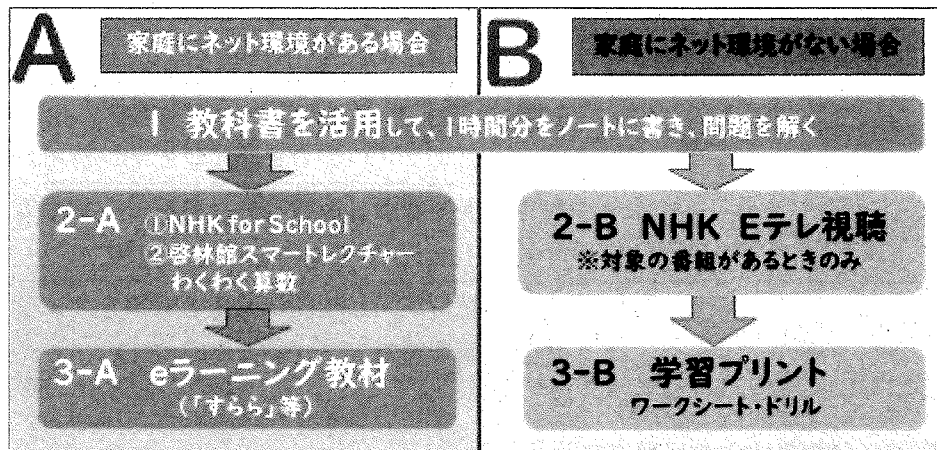 A 家庭にネット環境がある場合
B 家庭にネット環境がない場合
1 教科書を活用して、1時間分をノートに書き、問題を解く
2-A ①NHK for School
②啓林館スマートレクチャー
わくわく算数
2-B NHK Eテレ視聴
※対象の番組があるときのみ
3-A eラーニング教材
(「すらら」等)
3-B 学習プリント
ワークシート・ドリル